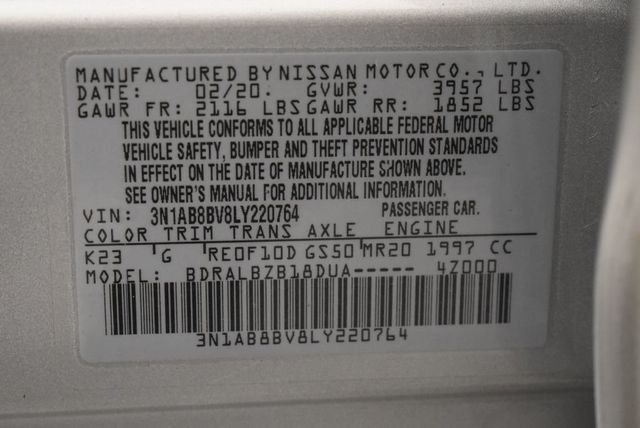 MANUFACTURED BY NISSAN MOTOR CO., LTD.
DATE: 02/20. GVWR: 3957 LBS
GAWR FR: 2116 LBS GAWR RR: 1852 LBS
THIS VEHICLE CONFORMS TO ALL APPLICABLE FEDERAL MOTOR
VEHICLE SAFETY, BUMPER AND THEFT PREVENTION STANDARDS
IN EFFECT ON THE DATE OF MANUFACTURE SHOWN ABOVE.
SEE OWNER'S MANUAL FOR ADDITIONAL INFORMATION.
VIN: 3N1AB8BV8LY220764 PASSENGER CAR.
COLOR TRIM TRANS AXLE ENGINE
K23 G RE0F10D GS50 MR20 1997 CC
MODEL: BDRALBZB18DUA----- 4Z000
3N1AB8BV8LY220764